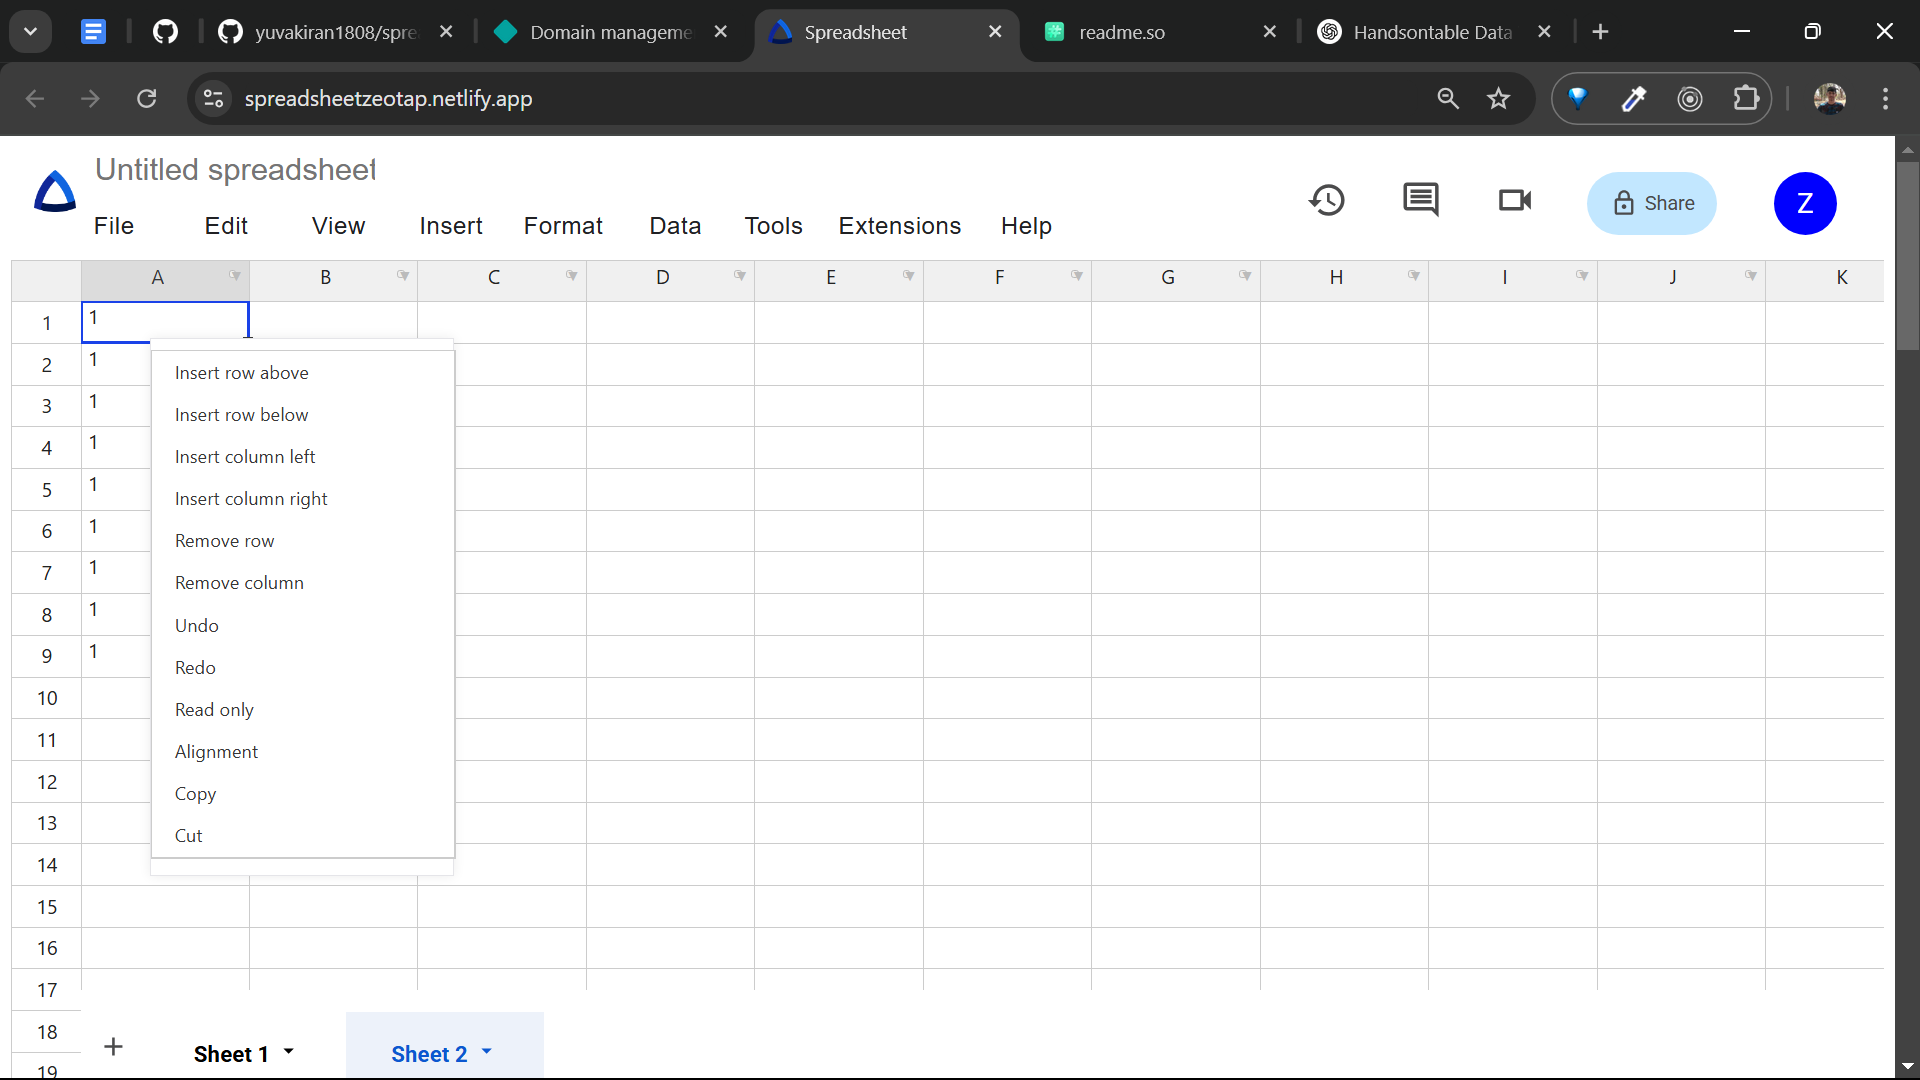 yuvakiran1808/spre
Domain manageme
Spreadsheet
readme.so
Handsontable Data
spreadsheetzeotap.netlify.app
Untitled spreadsheet
File Edit View Insert Format Data Tools Extensions Help
Share
Z
A B C D E F G H I J K
1 1
2 1
3 1
4 1
5 1
6 1
7 1
8 1
9 1
10
11
12
13
14
15
16
17
18
19
Insert row above
Insert row below
Insert column left
Insert column right
Remove row
Remove column
Undo
Redo
Read only
Alignment
Copy
Cut
+ Sheet 1 Sheet 2